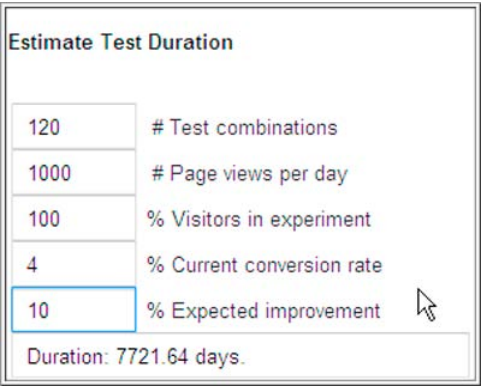 Estimate Test Duration
120 # Test combinations
1000 # Page views per day
100 % Visitors in experiment
4 % Current conversion rate
10 % Expected improvement
Duration: 7721.64 days.